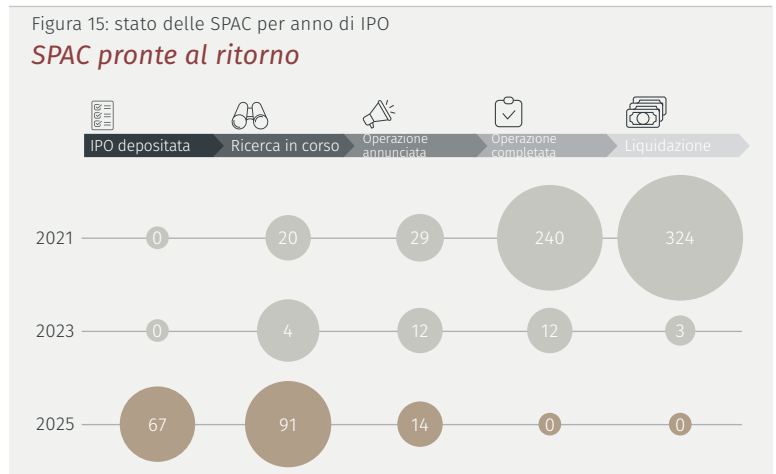 Figura 15: stato delle SPAC per anno di IPO
SPAC pronte al ritorno
IPO depositata
Ricerca in corso
Operazione
annunciata
Operazione
completata
Liquidazione
2021 0 20 29 240 324
2023 0 4 12 12 3
2025 67 91 14 0 0